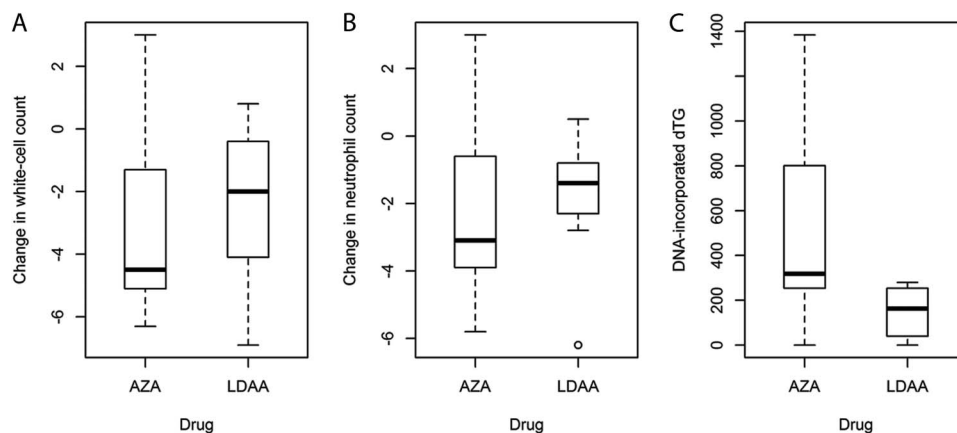 A
Change in white-cell count
2
0
-2
-4
-6
AZA
LDAA
Drug
B
Change in neutrophil count
2
0
-2
-4
-6
AZA
LDAA
Drug
C
DNA-incorporated dTG
1400
1000
800
600
400
200
0
AZA
LDAA
Drug